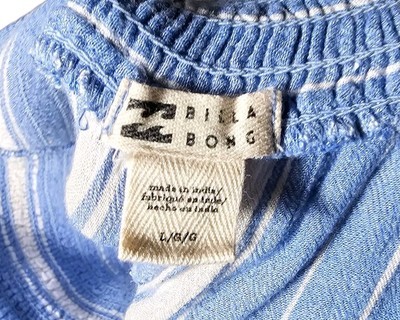 BILLA
BONG
made in india/
fabriqué en inde/
hecho en india
L/G/G